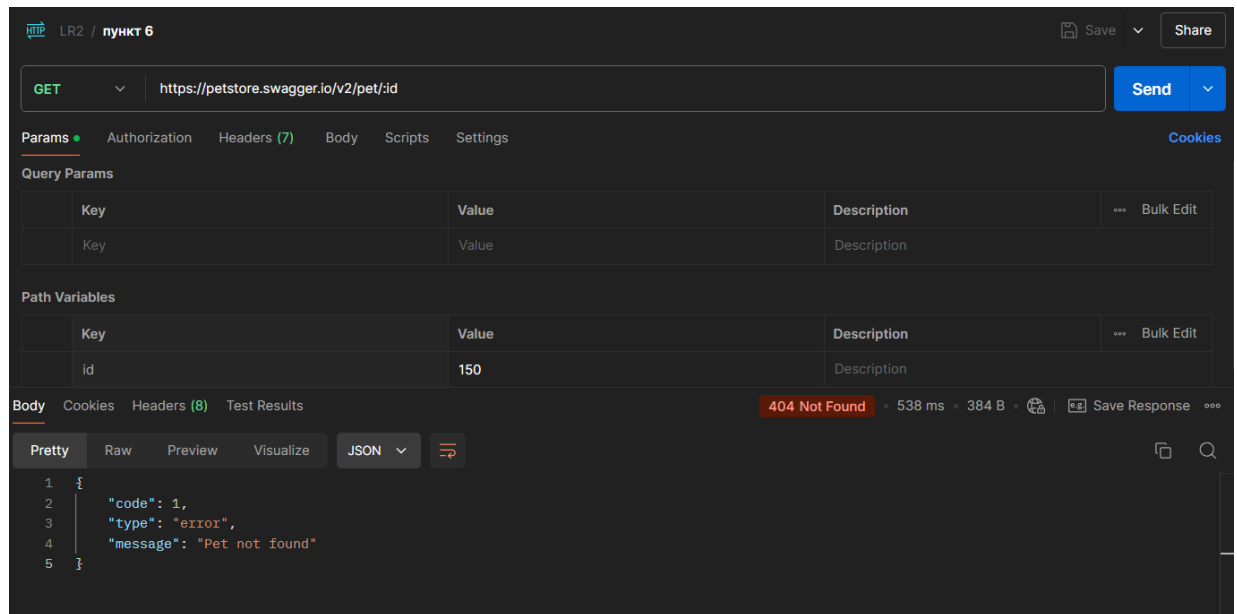 HTTP LR2 / пункт 6 Save Share
GET https://petstore.swagger.io/v2/pet/:id Send
Params Authorization Headers (7) Body Scripts Settings Cookies
Query Params
Key Value Description Bulk Edit
Key Value Description
Path Variables
Key Value Description Bulk Edit
id 150 Description
Body Cookies Headers (8) Test Results 404 Not Found 538 ms 384 B e.g. Save Response
Pretty Raw Preview Visualize JSON
1 {
2 "code": 1,
3 "type": "error",
4 "message": "Pet not found"
5 }